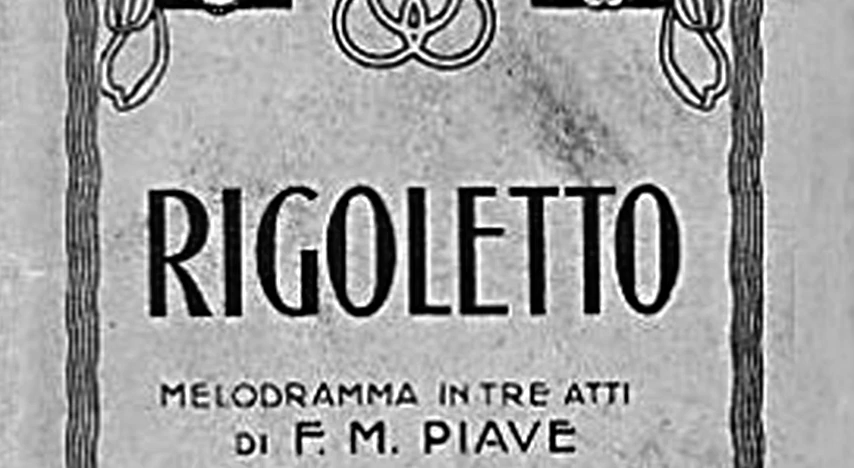 RIGOLETTO
MELODRAMMA IN TRE ATTI
DI F. M. PIAVE